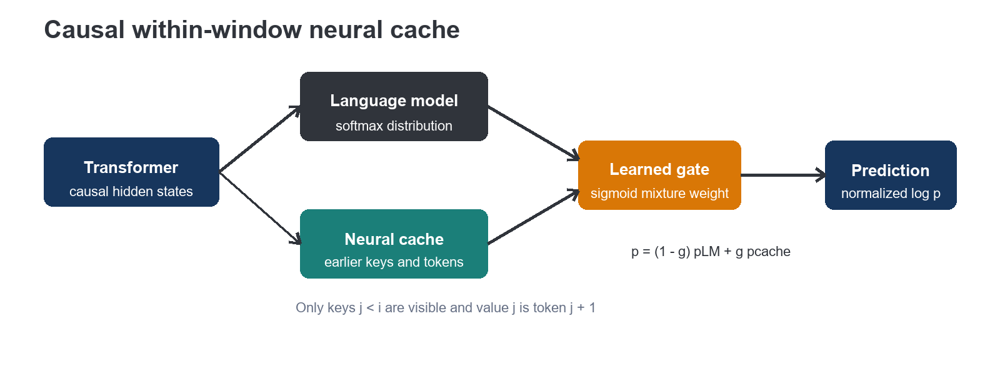 Causal within-window neural cache
Language model
softmax distribution
Transformer
causal hidden states
Learned gate
sigmoid mixture weight
Prediction
normalized log p
Neural cache
earlier keys and tokens
p = (1 - g) pLM + g pcache
Only keys j < i are visible and value j is token j + 1